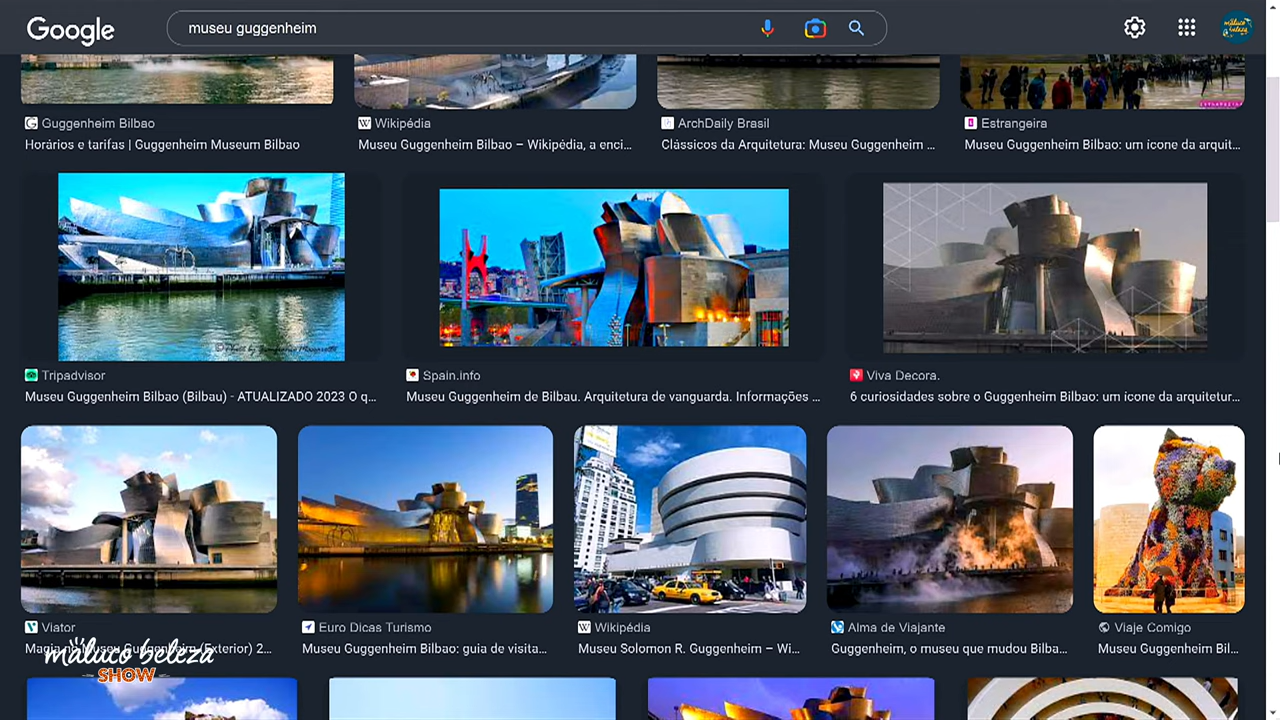 Google
museu guggenheim
Guggenheim Bilbao
Horários e tarifas | Guggenheim Museum Bilbao
Wikipédia
Museu Guggenheim Bilbao – Wikipédia, a enci...
ArchDaily Brasil
Clássicos da Arquitetura: Museu Guggenheim ...
Estrangeira
Museu Guggenheim Bilbao: um ícone da arquit...
Tripadvisor
Museu Guggenheim Bilbao (Bilbau) - ATUALIZADO 2023 O q...
Spain.info
Museu Guggenheim de Bilbau. Arquitetura de vanguarda. Informações ...
Viva Decora.
6 curiosidades sobre o Guggenheim Bilbao: um ícone da arquitetur...
Viator
Euro Dicas Turismo
Museu Guggenheim Bilbao: guia de visita...
Wikipédia
Museu Solomon R. Guggenheim – Wi...
Alma de Viajante
Guggenheim, o museu que mudou Bilba...
Viaje Comigo
Museu Guggenheim Bil...
maluco beleza
SHOW